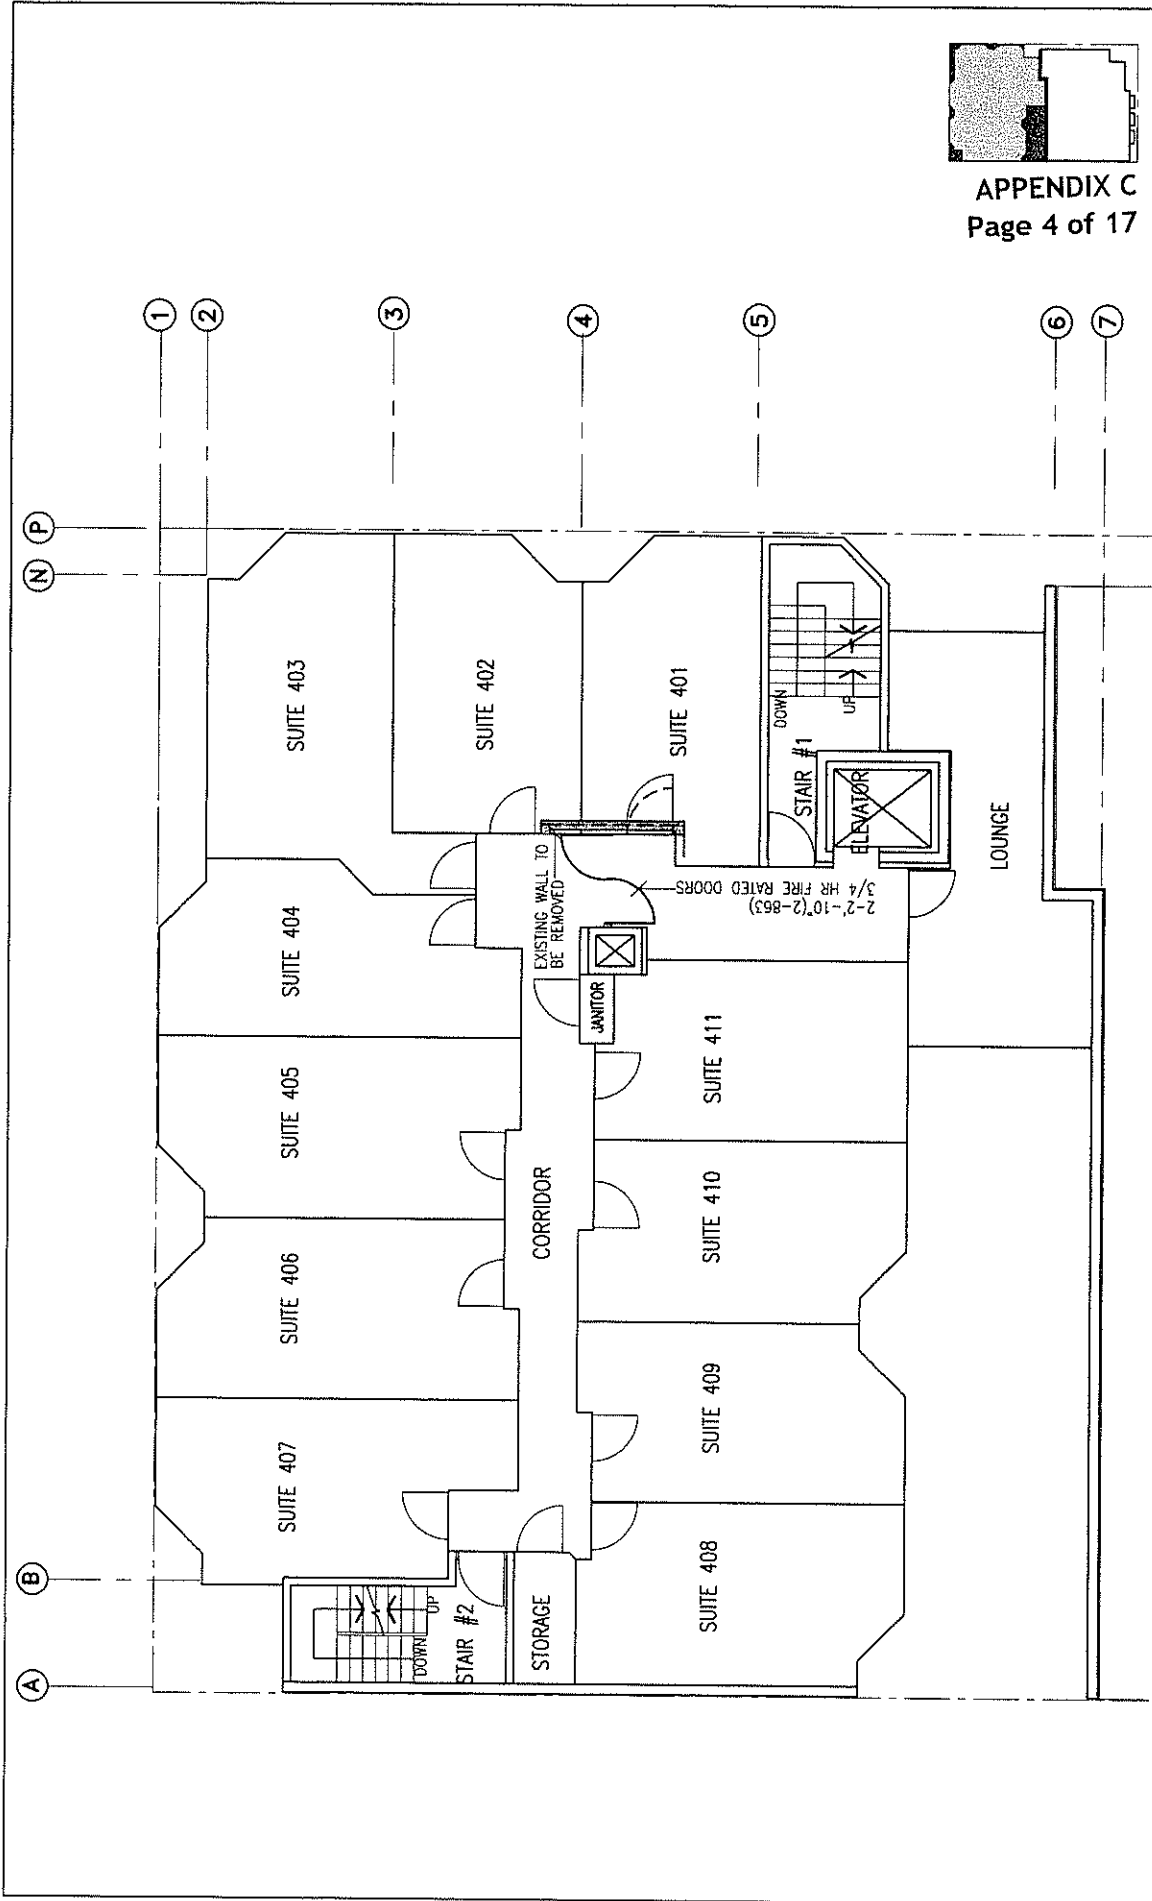 APPENDIX C
Page 4 of 17
1
2
3
4
5
6
7
P
N
B
A
SUITE 403
SUITE 402
SUITE 401
DOWN
UP
STAIR #1
ELEVATOR
LOUNGE
2-2'-10"(2-863)
3/4 HR FIRE RATED DOORS
EXISTING WALL TO
BE REMOVED
JANITOR
SUITE 404
SUITE 405
SUITE 406
SUITE 407
CORRIDOR
SUITE 411
SUITE 410
SUITE 409
SUITE 408
UP
DOWN
STAIR #2
STORAGE